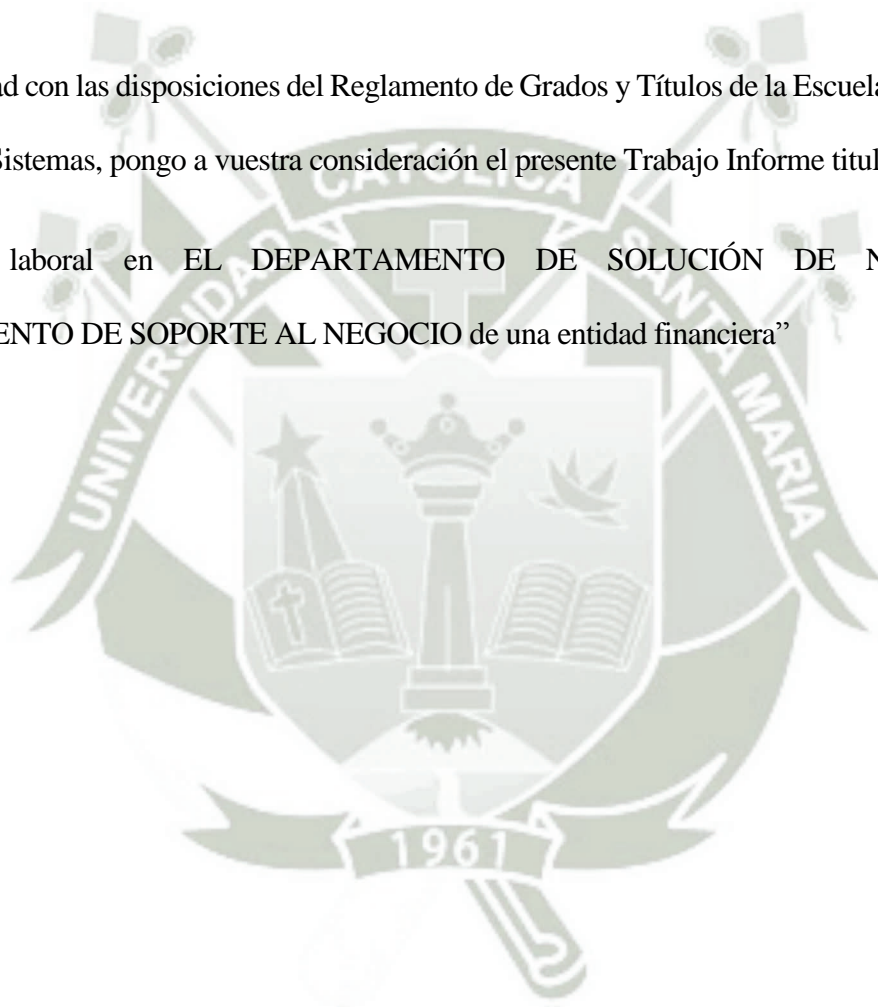 ad con las disposiciones del Reglamento de Grados y Títulos de la Escuela
Sistemas, pongo a vuestra consideración el presente Trabajo Informe titul
laboral en EL DEPARTAMENTO DE SOLUCIÓN DE N
ENTO DE SOPORTE AL NEGOCIO de una entidad financiera”
UNIVERSIDAD CATOLICA SANTA MARIA
1961